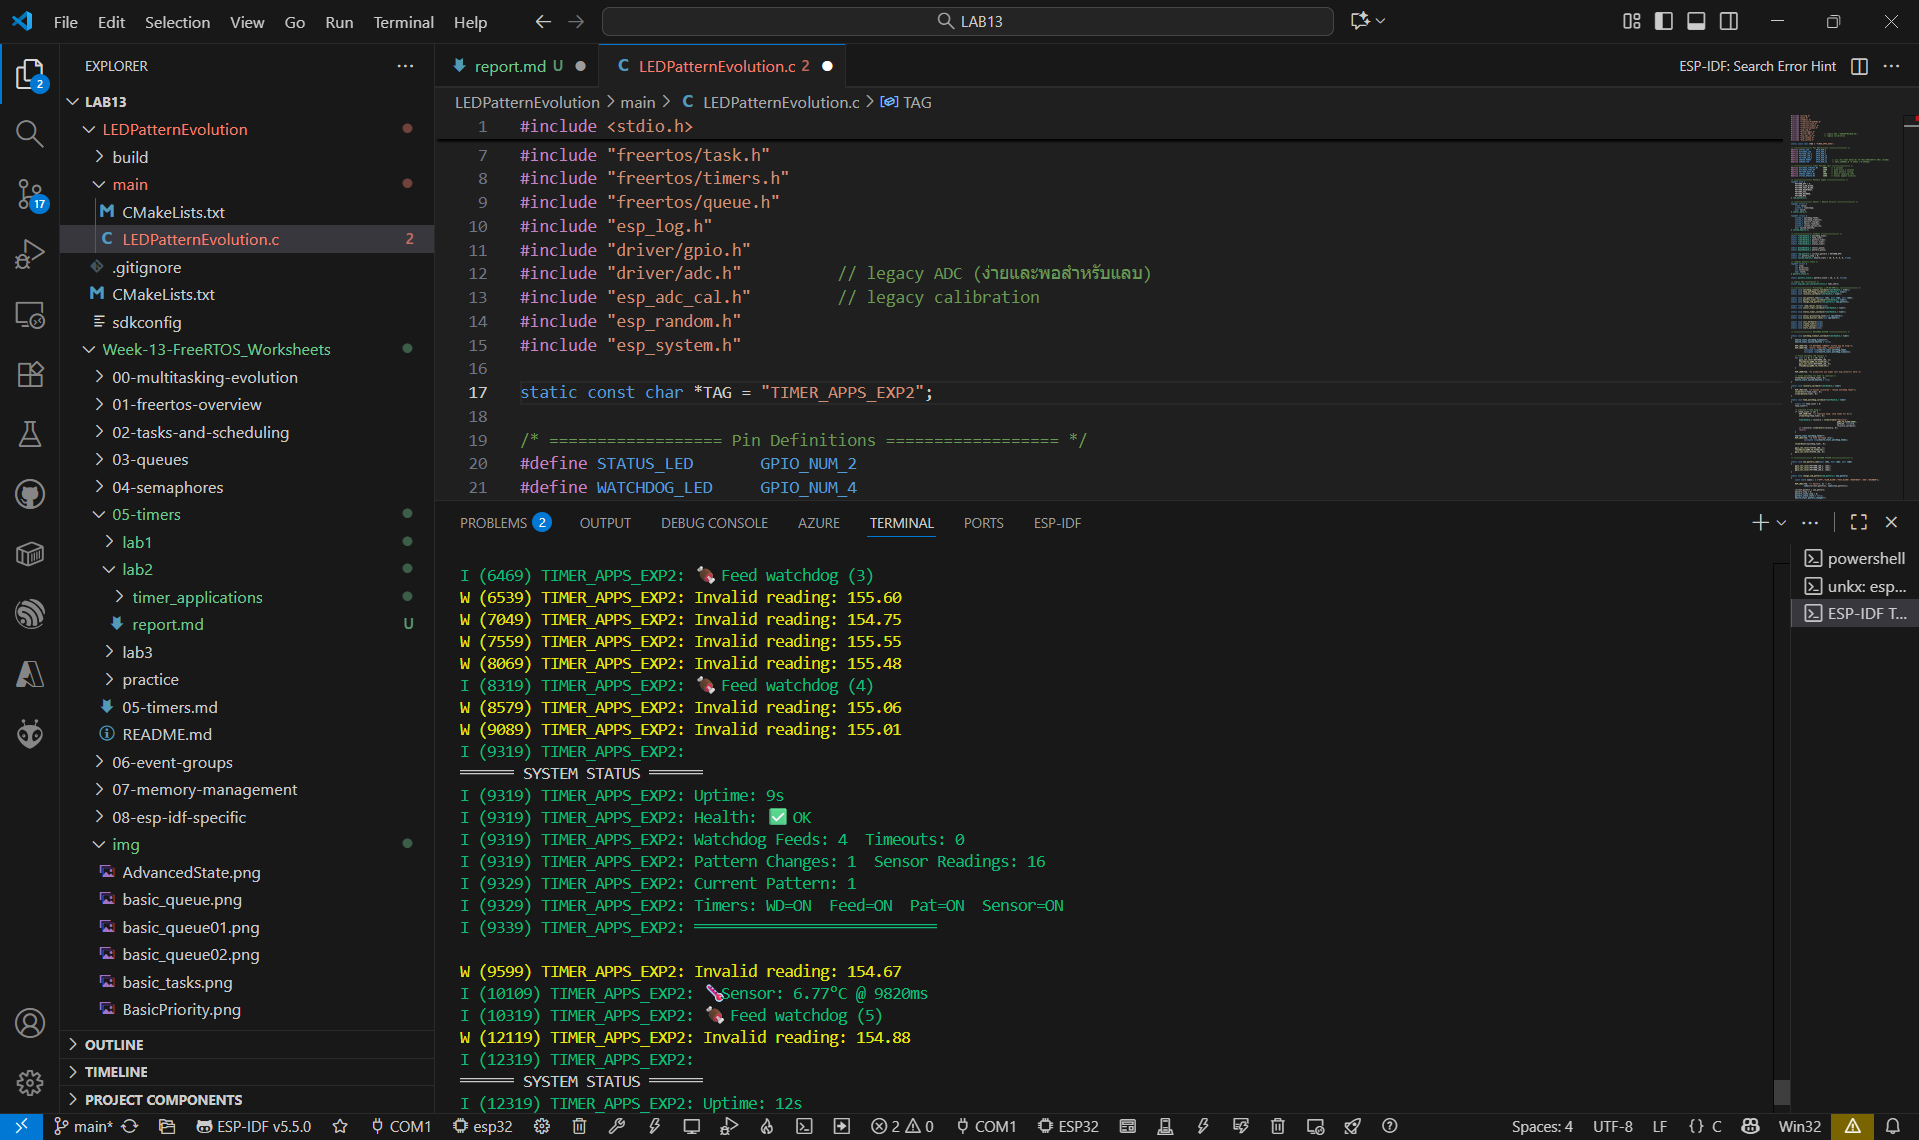 File Edit Selection View Go Run Terminal Help
LAB13
EXPLORER
LAB13
LEDPatternEvolution
build
main
CMakeLists.txt
LEDPatternEvolution.c 2
.gitignore
CMakeLists.txt
sdkconfig
Week-13-FreeRTOS_Worksheets
00-multitasking-evolution
01-freertos-overview
02-tasks-and-scheduling
03-queues
04-semaphores
05-timers
lab1
lab2
timer_applications
report.md U
lab3
practice
05-timers.md
README.md
06-event-groups
07-memory-management
08-esp-idf-specific
img
AdvancedState.png
basic_queue.png
basic_queue01.png
basic_queue02.png
basic_tasks.png
BasicPriority.png
OUTLINE
TIMELINE
PROJECT COMPONENTS
2
17
report.md U
LEDPatternEvolution.c 2
ESP-IDF: Search Error Hint
LEDPatternEvolution > main > C LEDPatternEvolution.c > TAG
1 #include <stdio.h>
7 #include "freertos/task.h"
8 #include "freertos/timers.h"
9 #include "freertos/queue.h"
10 #include "esp_log.h"
11 #include "driver/gpio.h"
12 #include "driver/adc.h" // legacy ADC (ง่ายและพอสำหรับแลบ)
13 #include "esp_adc_cal.h" // legacy calibration
14 #include "esp_random.h"
15 #include "esp_system.h"
16
17 static const char *TAG = "TIMER_APPS_EXP2";
18
19 /* ================== Pin Definitions ================== */
20 #define STATUS_LED GPIO_NUM_2
21 #define WATCHDOG_LED GPIO_NUM_4
PROBLEMS 2 OUTPUT DEBUG CONSOLE AZURE TERMINAL PORTS ESP-IDF
I (6469) TIMER_APPS_EXP2: 🍖 Feed watchdog (3)
W (6539) TIMER_APPS_EXP2: Invalid reading: 155.60
W (7049) TIMER_APPS_EXP2: Invalid reading: 154.75
W (7559) TIMER_APPS_EXP2: Invalid reading: 155.55
W (8069) TIMER_APPS_EXP2: Invalid reading: 155.48
I (8319) TIMER_APPS_EXP2: 🍖 Feed watchdog (4)
W (8579) TIMER_APPS_EXP2: Invalid reading: 155.06
W (9089) TIMER_APPS_EXP2: Invalid reading: 155.01
I (9319) TIMER_APPS_EXP2:
══════ SYSTEM STATUS ══════
I (9319) TIMER_APPS_EXP2: Uptime: 9s
I (9319) TIMER_APPS_EXP2: Health: ✅ OK
I (9319) TIMER_APPS_EXP2: Watchdog Feeds: 4 Timeouts: 0
I (9319) TIMER_APPS_EXP2: Pattern Changes: 1 Sensor Readings: 16
I (9329) TIMER_APPS_EXP2: Current Pattern: 1
I (9329) TIMER_APPS_EXP2: Timers: WD=ON Feed=ON Pat=ON Sensor=ON
I (9339) TIMER_APPS_EXP2: ═══════════════════════════
W (9599) TIMER_APPS_EXP2: Invalid reading: 154.67
I (10109) TIMER_APPS_EXP2: 🌡️Sensor: 6.77°C @ 9820ms
I (10319) TIMER_APPS_EXP2: 🍖 Feed watchdog (5)
W (12119) TIMER_APPS_EXP2: Invalid reading: 154.88
I (12319) TIMER_APPS_EXP2:
══════ SYSTEM STATUS ══════
I (12319) TIMER_APPS_EXP2: Uptime: 12s
powershell
unkx: esp...
ESP-IDF T...
main* ESP-IDF v5.5.0 COM1 esp32 2 0 COM1 ESP32 Spaces: 4 UTF-8 LF {} C Win32